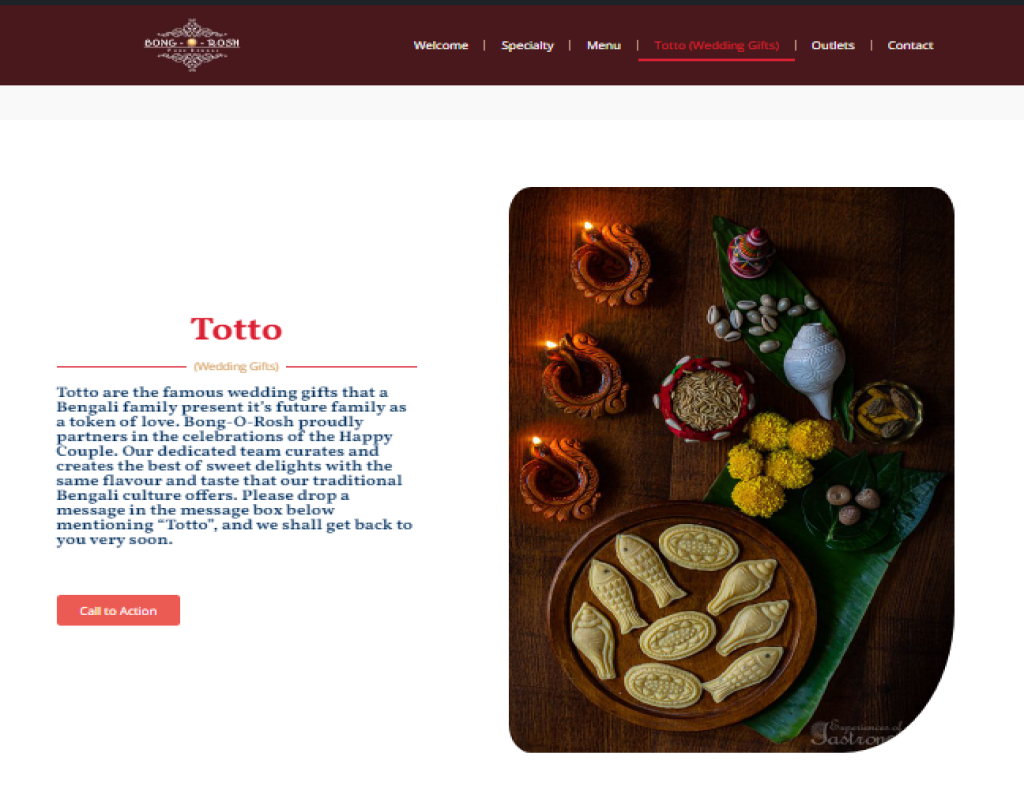 BONG - O - ROSH
PURE BENGALI
Welcome | Specialty | Menu | Totto (Wedding Gifts) | Outlets | Contact
Totto
(Wedding Gifts)
Totto are the famous wedding gifts that a
Bengali family present it's future family as
a token of love. Bong-O-Rosh proudly
partners in the celebrations of the Happy
Couple. Our dedicated team curates and
creates the best of sweet delights with the
same flavour and taste that our traditional
Bengali culture offers. Please drop a
message in the message box below
mentioning “Totto”, and we shall get back to
you very soon.
Call to Action
Experiences of